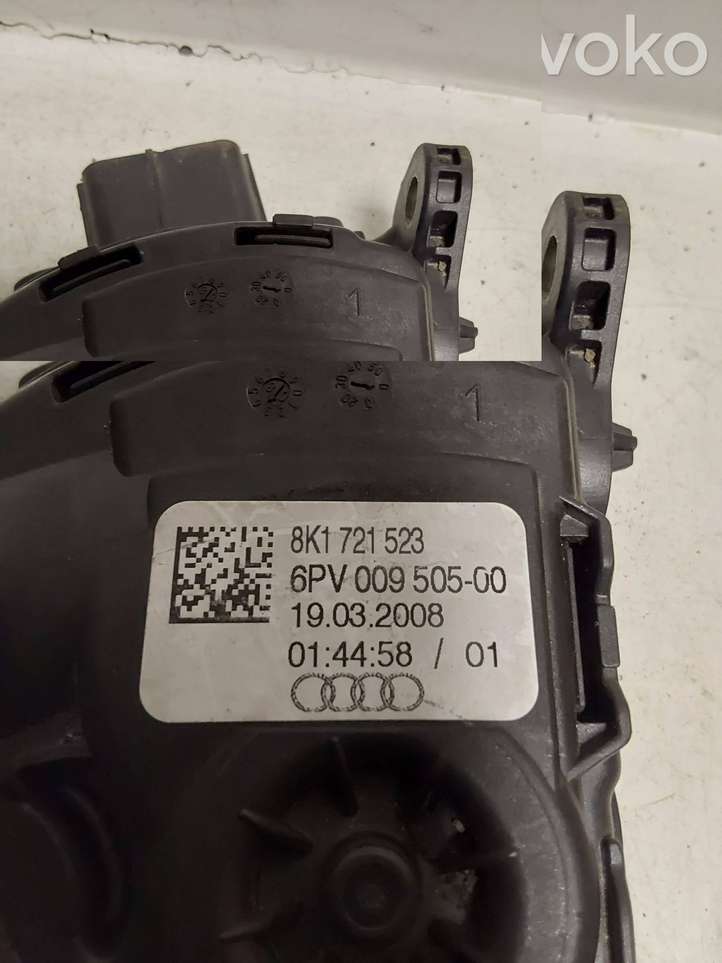 voko
1
1
8K1 721 523
6PV 009 505-00
19.03.2008
01:44:58 / 01